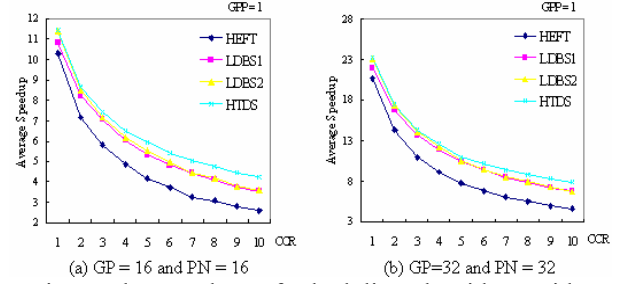 GPP=1
12
11
10
9
8
7
6
5
4
3
2
Average Speedup
HEFT
LDBS1
LDBS2
HTDS
1 2 3 4 5 6 7 8 9 10 CCR
(a) GP = 16 and PN = 16
GPP=1
28
23
18
13
8
3
Average Speedup
HEFT
LDBS1
LDBS2
HTDS
1 2 3 4 5 6 7 8 9 10 CCR
(b) GP=32 and PN = 32